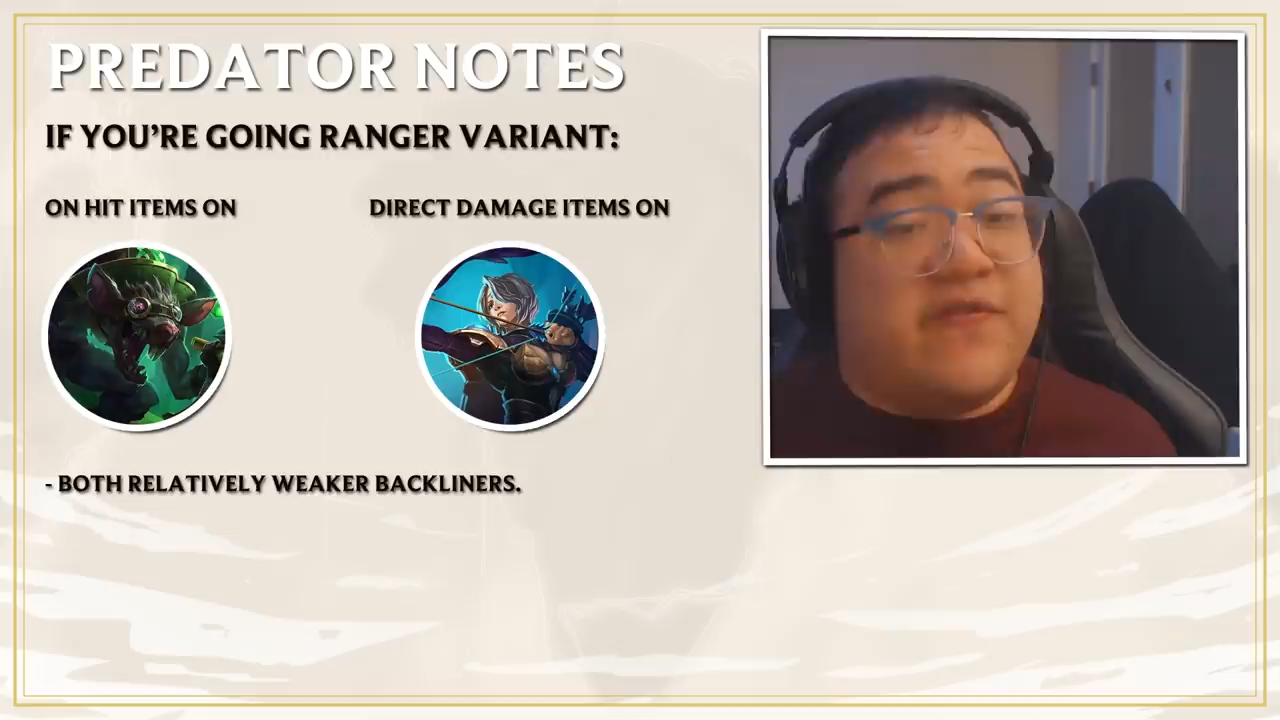 PREDATOR NOTES
IF YOU'RE GOING RANGER VARIANT:
ON HIT ITEMS ON
DIRECT DAMAGE ITEMS ON
- BOTH RELATIVELY WEAKER BACKLINERS.